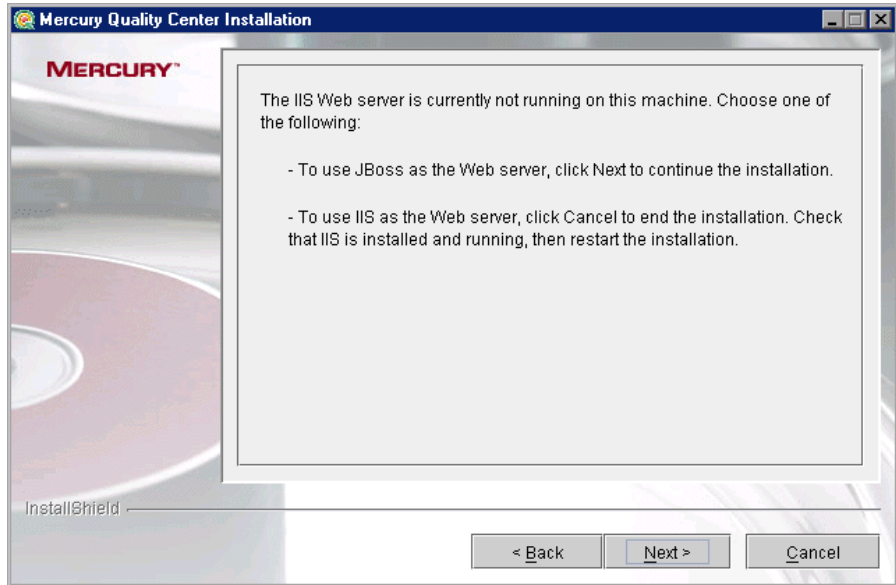 Mercury Quality Center Installation
MERCURY™
The IIS Web server is currently not running on this machine. Choose one of
the following:
- To use JBoss as the Web server, click Next to continue the installation.
- To use IIS as the Web server, click Cancel to end the installation. Check
that IIS is installed and running, then restart the installation.
InstallShield
< Back
Next >
Cancel